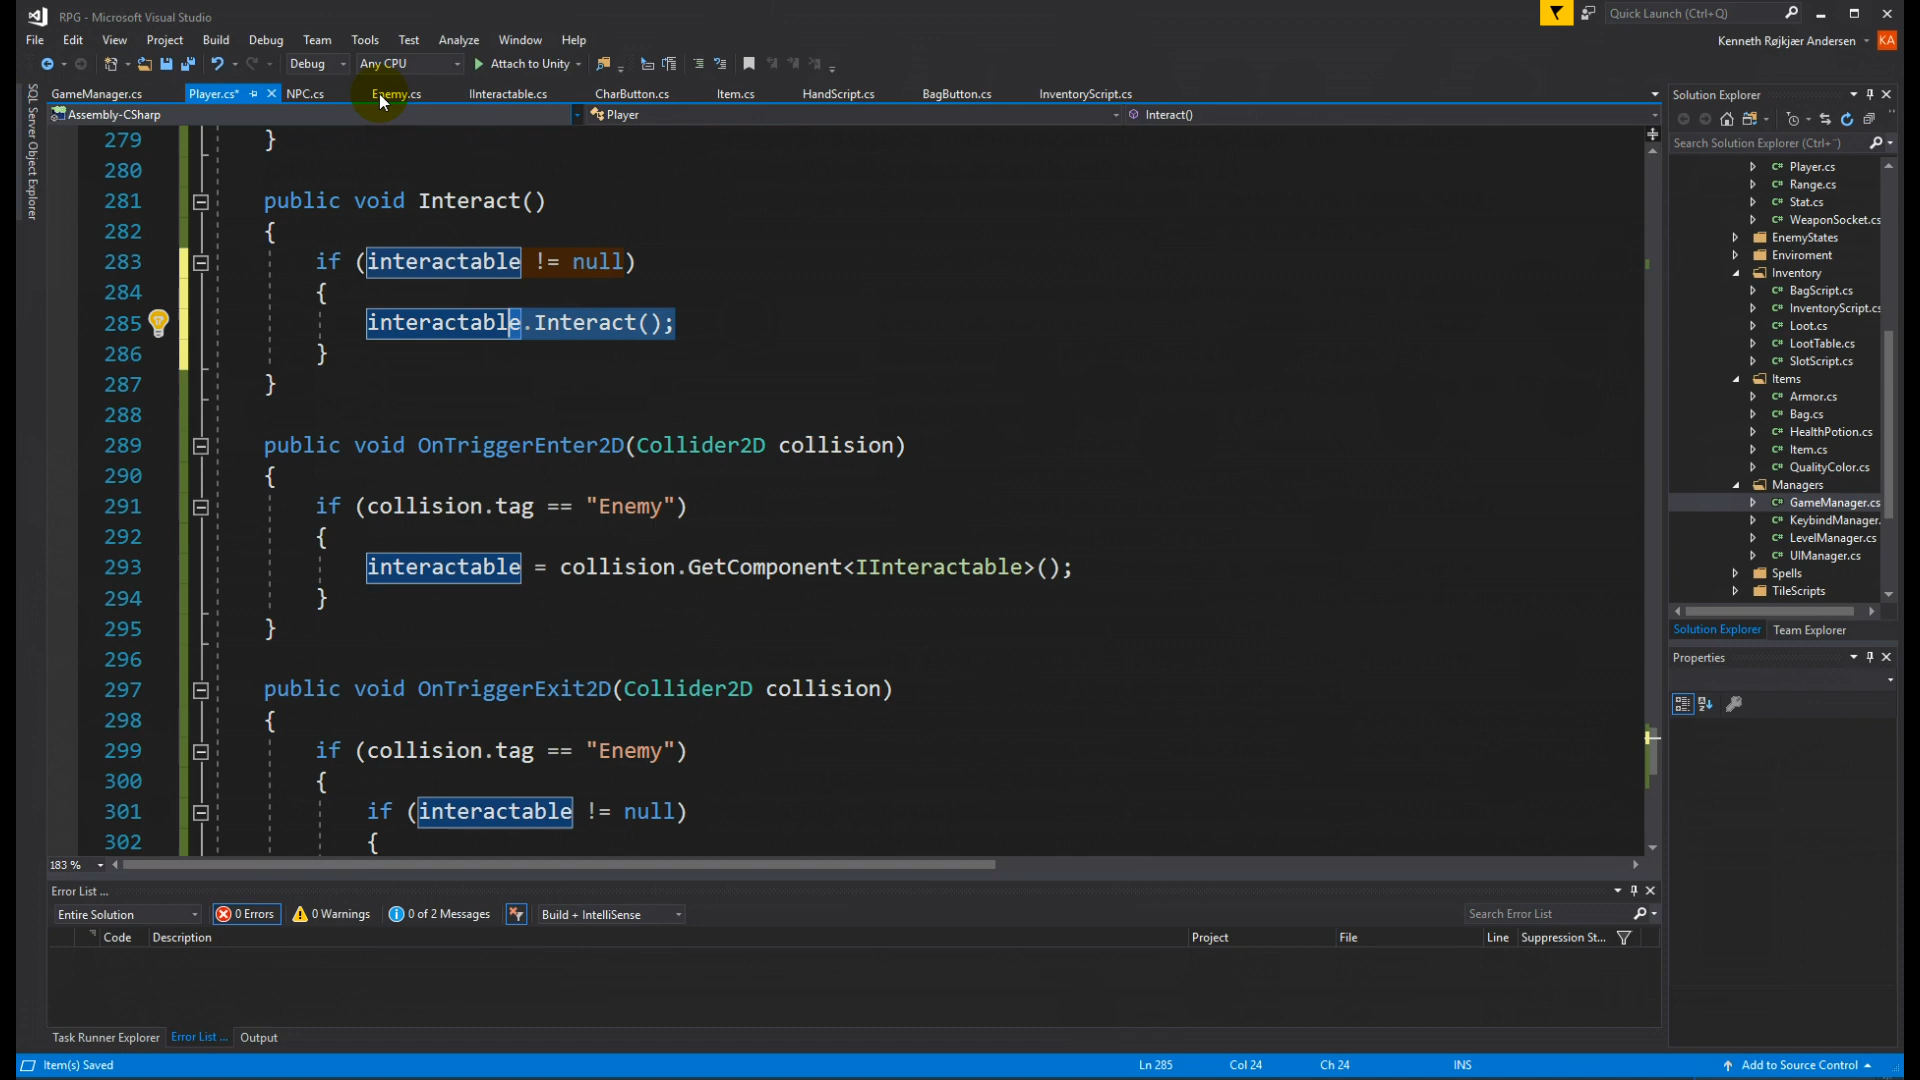 RPG - Microsoft Visual Studio
Quick Launch (Ctrl+Q)
File Edit View Project Build Debug Team Tools Test Analyze Window Help
Kenneth Røjkjær Andersen KA
Debug Any CPU Attach to Unity
GameManager.cs Player.cs* NPC.cs Enemy.cs IInteractable.cs CharButton.cs Item.cs HandScript.cs BagButton.cs InventoryScript.cs
Assembly-CSharp Player Interact()
SQL Server Object Explorer
279 }
280
281 public void Interact()
282 {
283 if (interactable != null)
284 {
285 interactable.Interact();
286 }
287 }
288
289 public void OnTriggerEnter2D(Collider2D collision)
290 {
291 if (collision.tag == "Enemy")
292 {
293 interactable = collision.GetComponent<IInteractable>();
294 }
295 }
296
297 public void OnTriggerExit2D(Collider2D collision)
298 {
299 if (collision.tag == "Enemy")
300 {
301 if (interactable != null)
302 {
183 %
Solution Explorer
Search Solution Explorer (Ctrl+¨)
C# Player.cs
C# Range.cs
C# Stat.cs
C# WeaponSocket.cs
EnemyStates
Enviroment
Inventory
C# BagScript.cs
C# InventoryScript.cs
C# Loot.cs
C# LootTable.cs
C# SlotScript.cs
Items
C# Armor.cs
C# Bag.cs
C# HealthPotion.cs
C# Item.cs
C# QualityColor.cs
Managers
C# GameManager.cs
C# KeybindManager.
C# LevelManager.cs
C# UIManager.cs
Spells
TileScripts
Solution Explorer Team Explorer
Properties
Error List ...
Entire Solution 0 Errors 0 Warnings 0 of 2 Messages Build + IntelliSense Search Error List
Code Description Project File Line Suppression St...
Task Runner Explorer Error List ... Output
Item(s) Saved Ln 285 Col 24 Ch 24 INS Add to Source Control